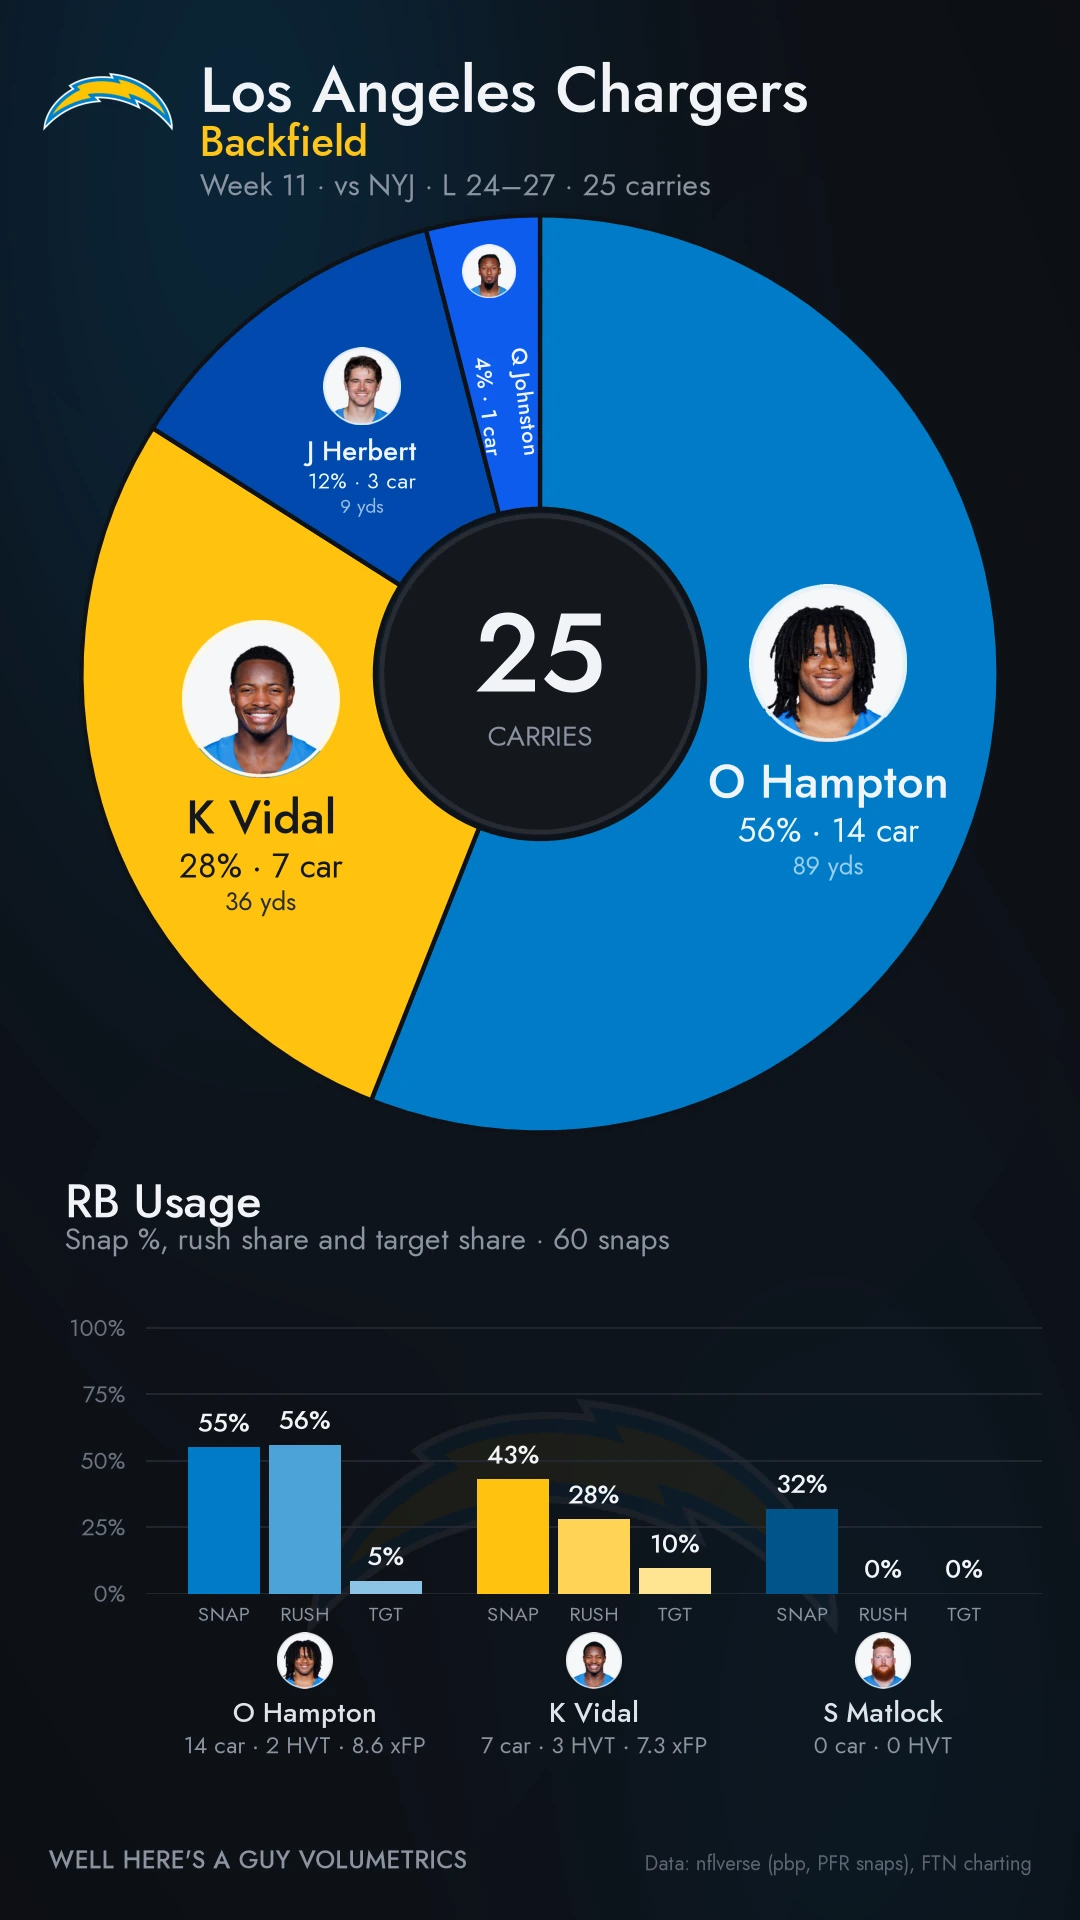 Los Angeles Chargers
Backfield
Week 11 · vs NYJ · L 24–27 · 25 carries
Q Johnston
4% · 1 car
J Herbert
12% · 3 car
9 yds
25
CARRIES
O Hampton
56% · 14 car
89 yds
K Vidal
28% · 7 car
36 yds
RB Usage
Snap %, rush share and target share · 60 snaps
100%
75%
50%
25%
0%
55% 56% 5%
43% 28% 10%
32% 0% 0%
SNAP RUSH TGT
SNAP RUSH TGT
SNAP RUSH TGT
O Hampton
14 car · 2 HVT · 8.6 xFP
K Vidal
7 car · 3 HVT · 7.3 xFP
S Matlock
0 car · 0 HVT
WELL HERE'S A GUY VOLUMETRICS
Data: nflverse (pbp, PFR snaps), FTN charting